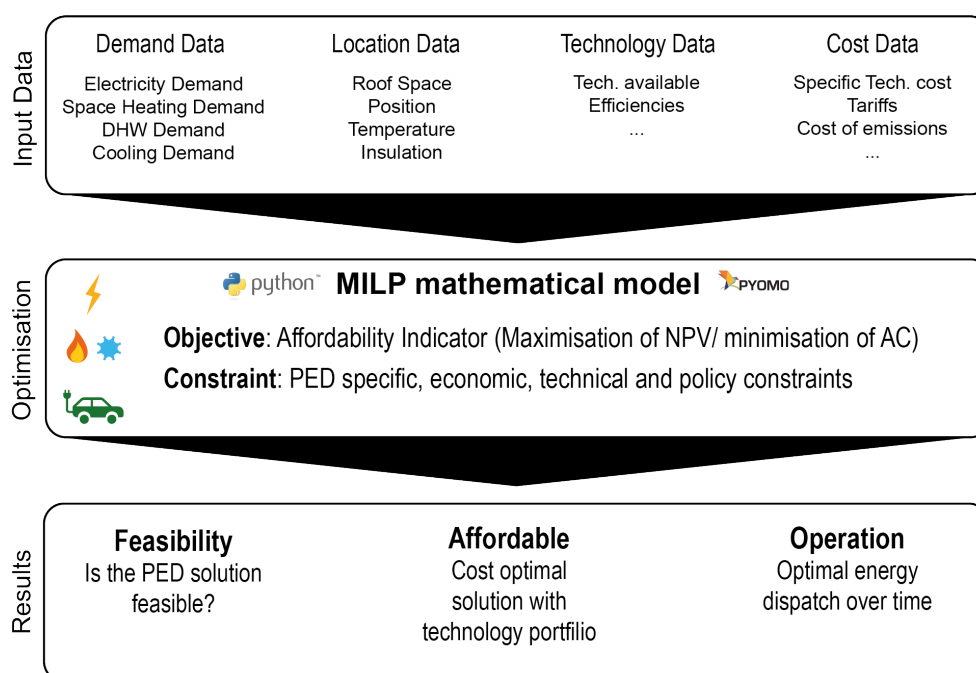 Input Data
Demand Data
Electricity Demand
Space Heating Demand
DHW Demand
Cooling Demand
Location Data
Roof Space
Position
Temperature
Insulation
Technology Data
Tech. available
Efficiencies
...
Cost Data
Specific Tech. cost
Tariffs
Cost of emissions
...
Optimisation
python™ MILP mathematical model PYOMO
Objective: Affordability Indicator (Maximisation of NPV/ minimisation of AC)
Constraint: PED specific, economic, technical and policy constraints
Results
Feasibility
Is the PED solution
feasible?
Affordable
Cost optimal
solution with
technology portfilio
Operation
Optimal energy
dispatch over time